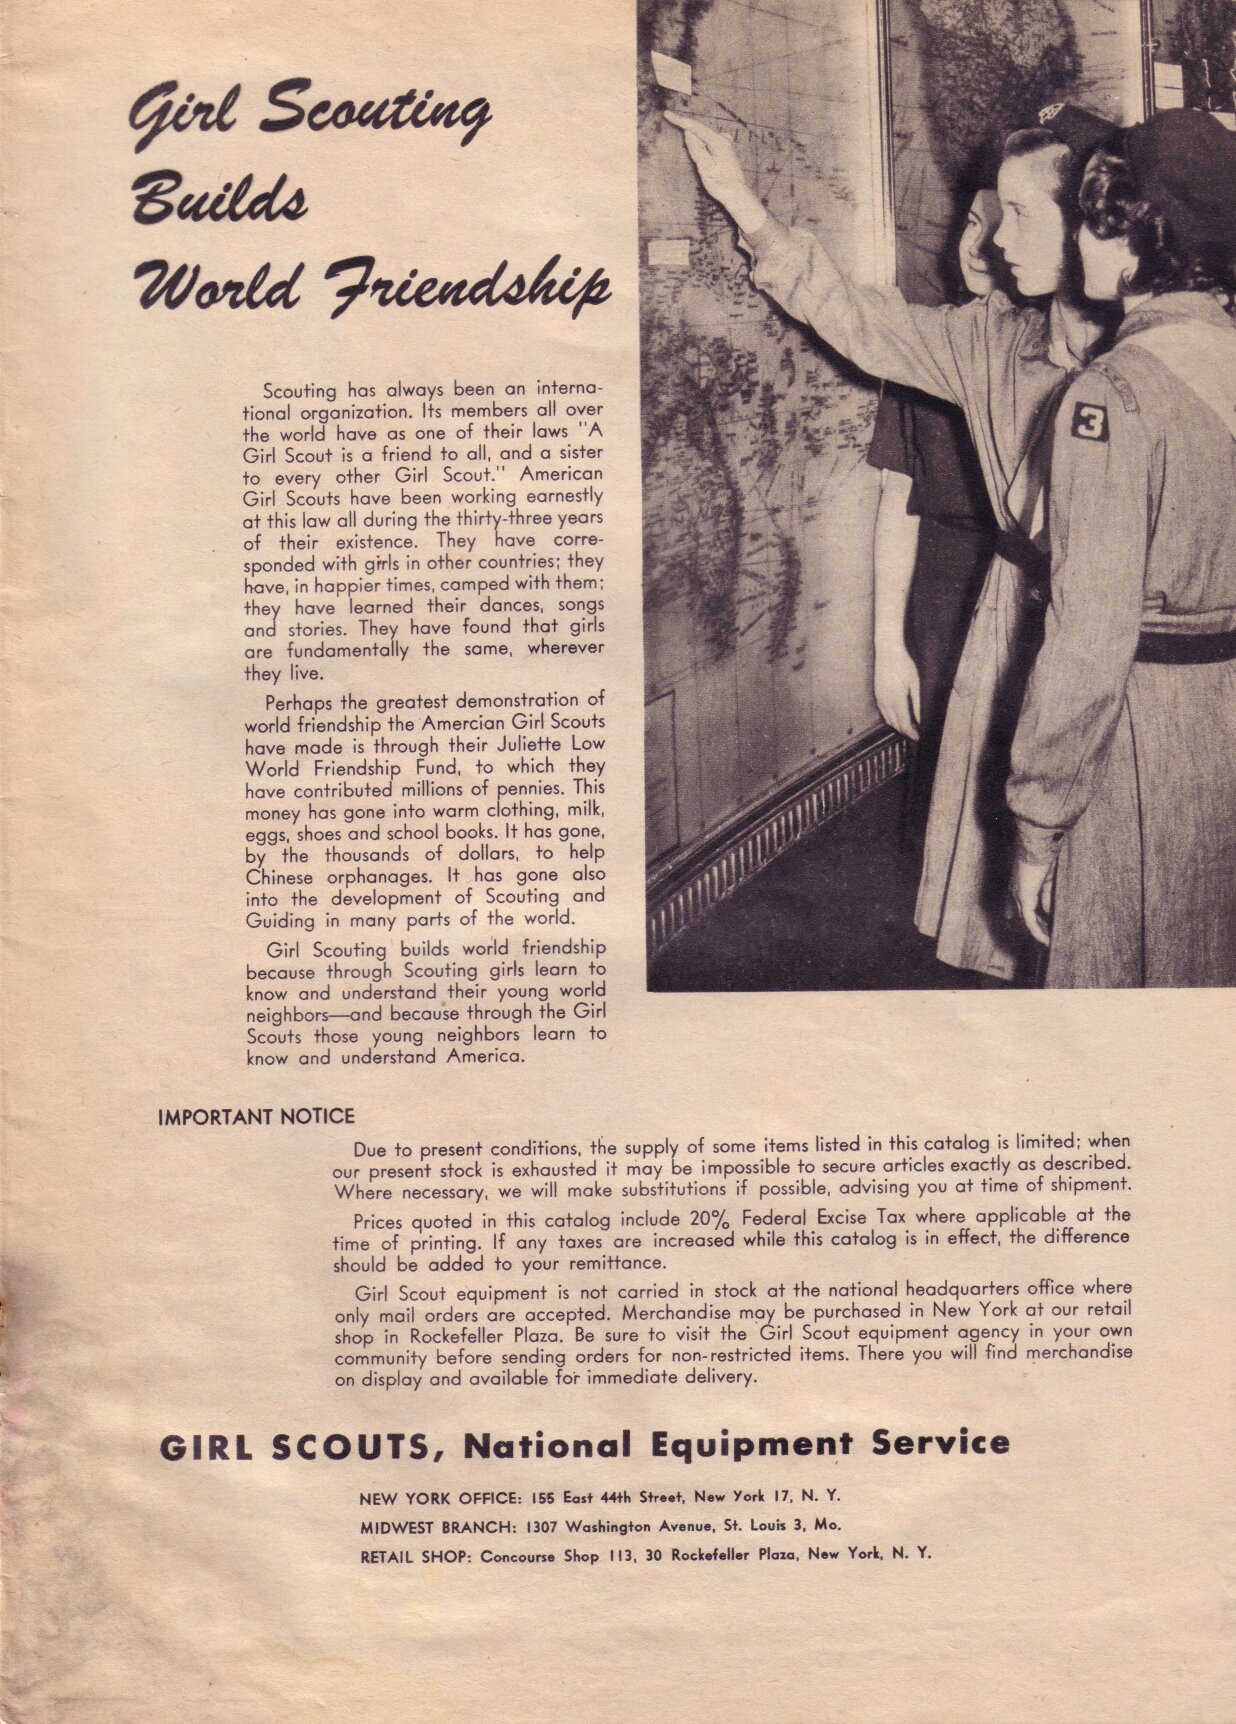 Girl Scouting
Builds
World Friendship
Scouting has always been an interna-
tional organization. Its members all over
the world have as one of their laws "A
Girl Scout is a friend to all, and a sister
to every other Girl Scout." American
Girl Scouts have been working earnestly
at this law all during the thirty-three years
of their existence. They have corre-
sponded with girls in other countries; they
have, in happier times, camped with them;
they have learned their dances, songs
and stories. They have found that girls
are fundamentally the same, wherever
they live.
Perhaps the greatest demonstration of
world friendship the Amercian Girl Scouts
have made is through their Juliette Low
World Friendship Fund, to which they
have contributed millions of pennies. This
money has gone into warm clothing, milk,
eggs, shoes and school books. It has gone,
by the thousands of dollars, to help
Chinese orphanages. It has gone also
into the development of Scouting and
Guiding in many parts of the world.
Girl Scouting builds world friendship
because through Scouting girls learn to
know and understand their young world
neighbors—and because through the Girl
Scouts those young neighbors learn to
know and understand America.
3
IMPORTANT NOTICE
Due to present conditions, the supply of some items listed in this catalog is limited; when
our present stock is exhausted it may be impossible to secure articles exactly as described.
Where necessary, we will make substitutions if possible, advising you at time of shipment.
Prices quoted in this catalog include 20% Federal Excise Tax where applicable at the
time of printing. If any taxes are increased while this catalog is in effect, the difference
should be added to your remittance.
Girl Scout equipment is not carried in stock at the national headquarters office where
only mail orders are accepted. Merchandise may be purchased in New York at our retail
shop in Rockefeller Plaza. Be sure to visit the Girl Scout equipment agency in your own
community before sending orders for non-restricted items. There you will find merchandise
on display and available for immediate delivery.
GIRL SCOUTS, National Equipment Service
NEW YORK OFFICE: 155 East 44th Street, New York 17, N. Y.
MIDWEST BRANCH: 1307 Washington Avenue, St. Louis 3, Mo.
RETAIL SHOP: Concourse Shop 113, 30 Rockefeller Plaza, New York, N. Y.